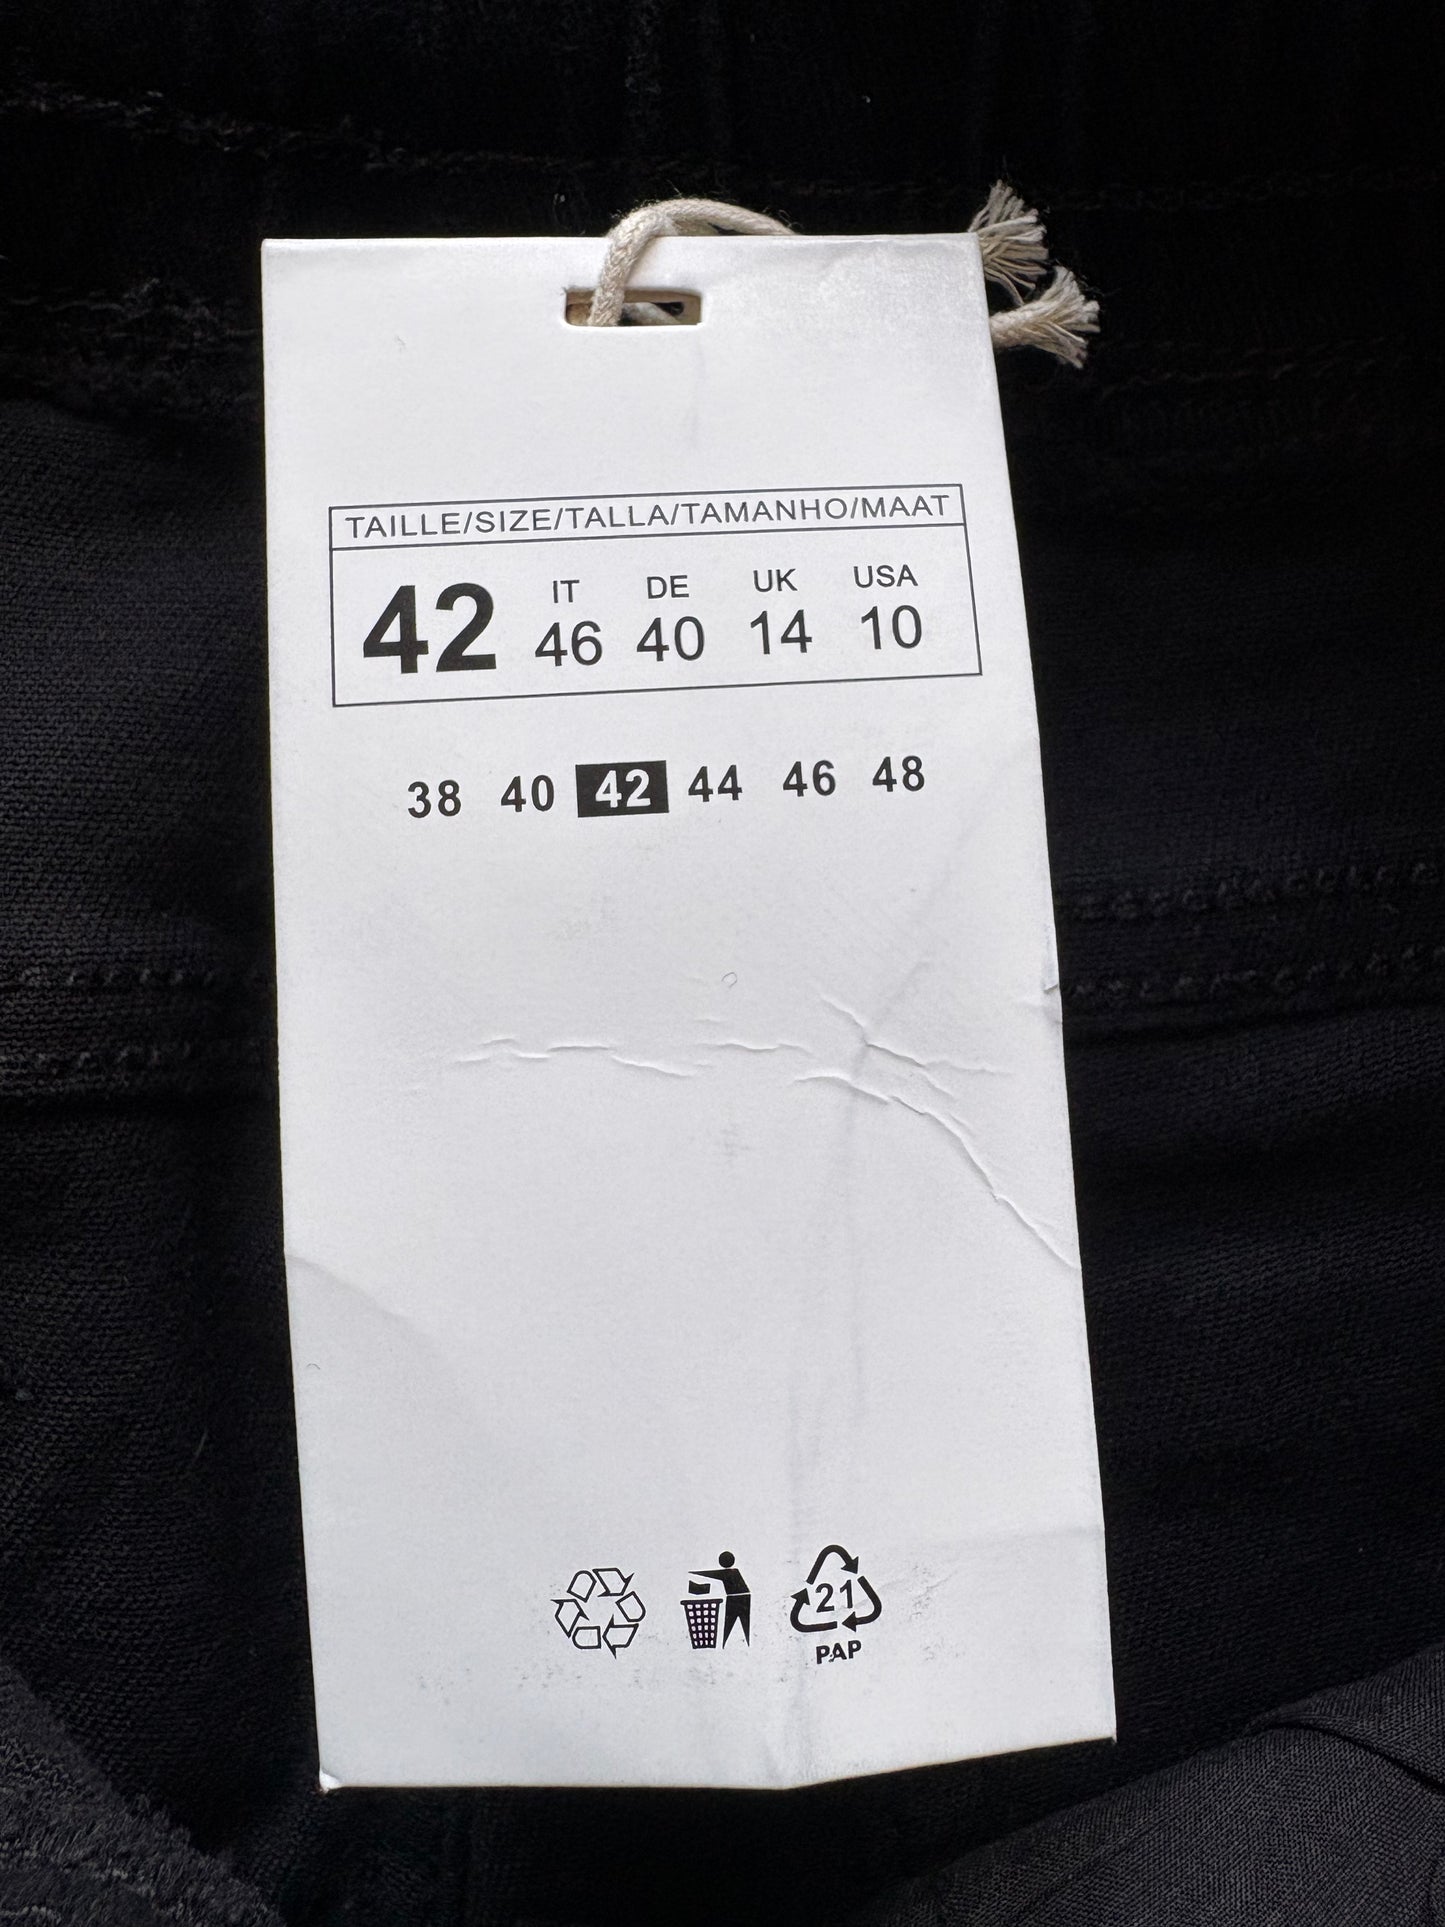 TAILLE/SIZE/TALLA/TAMANHO/MAAT
42 IT 46 DE 40 UK 14 USA 10
38 40 42 44 46 48
21
PAP